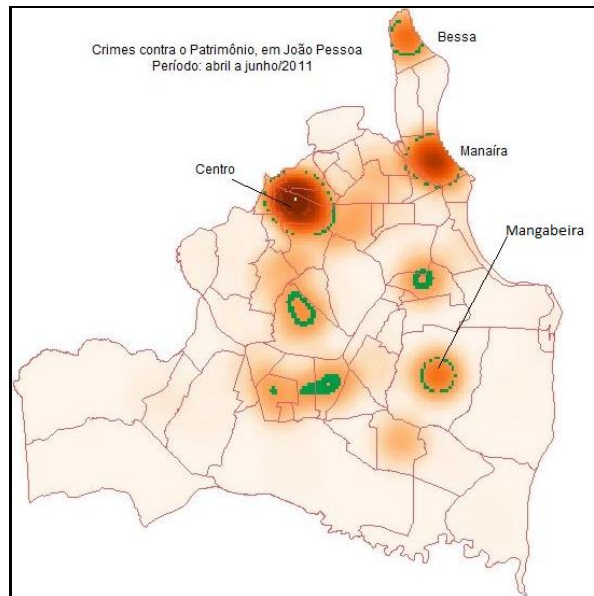 Crimes contra o Patrimônio, em João Pessoa
Período: abril a junho/2011
Bessa
Manaíra
Centro
Mangabeira